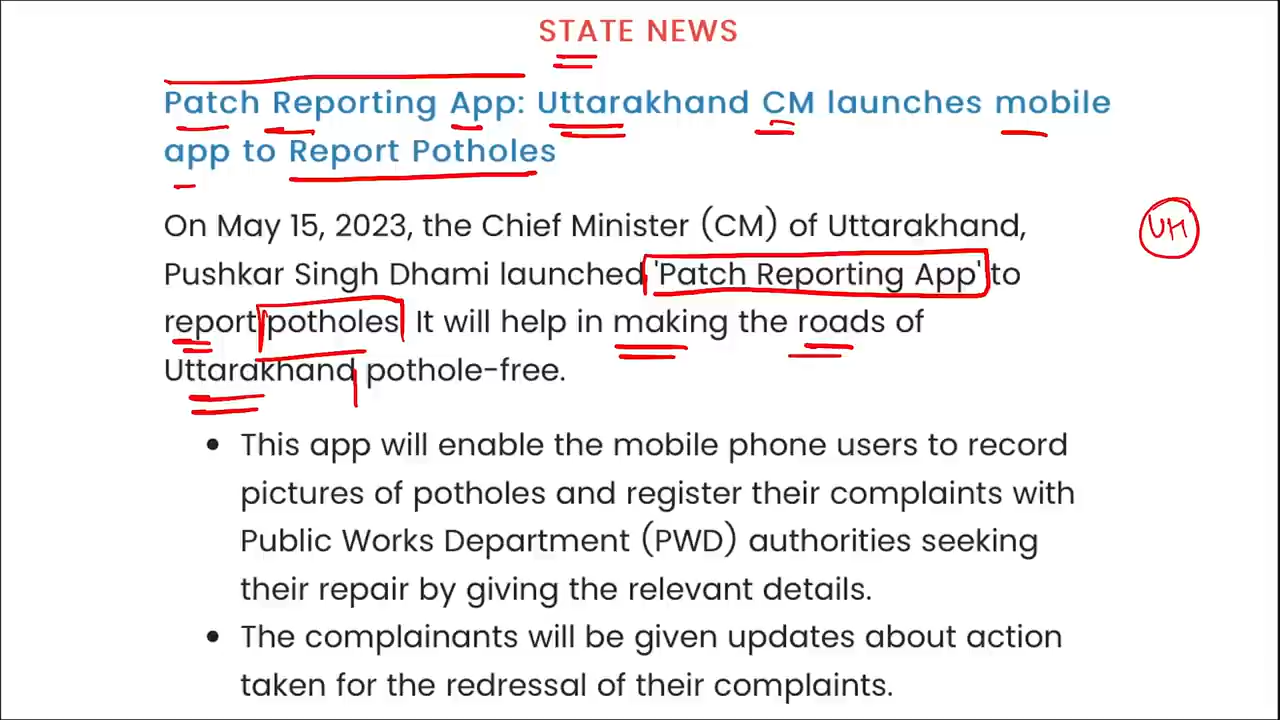 STATE NEWS
Patch Reporting App: Uttarakhand CM launches mobile
app to Report Potholes
On May 15, 2023, the Chief Minister (CM) of Uttarakhand,
UH
Pushkar Singh Dhami launched 'Patch Reporting App' to
report potholes. It will help in making the roads of
Uttarakhand pothole-free.
• This app will enable the mobile phone users to record
pictures of potholes and register their complaints with
Public Works Department (PWD) authorities seeking
their repair by giving the relevant details.
• The complainants will be given updates about action
taken for the redressal of their complaints.